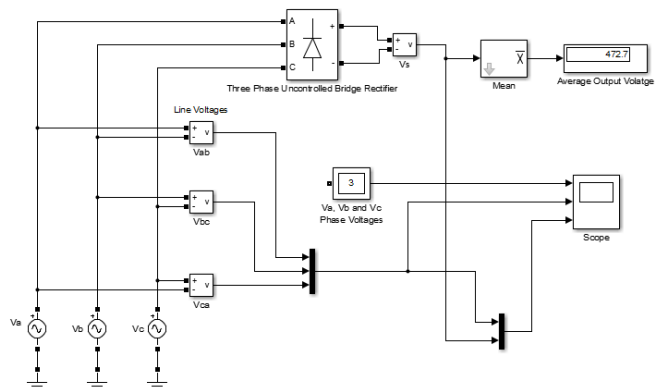 A
B
C
+
-
Three Phase Uncontrolled Bridge Rectifier
+
-
v
Vs
X
Mean
472.7
Average Output Volatge
Line Voltages
+
-
v
Vab
+
-
v
Vbc
+
-
v
Vca
3
Va, Vb and Vc
Phase Voltages
Scope
Va
+
Vb
+
Vc
+